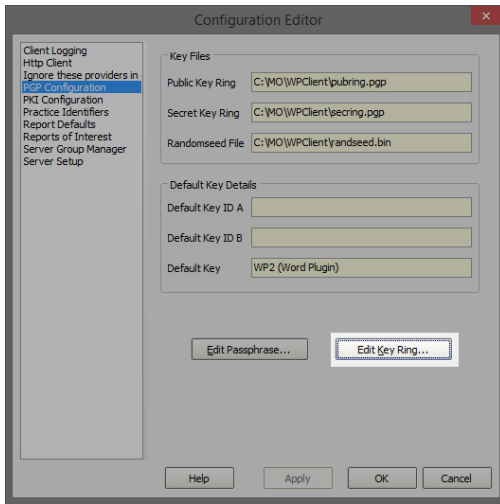 Configuration Editor
Client Logging
Http Client
Ignore these providers in
PGP Configuration
PKI Configuration
Practice Identifiers
Report Defaults
Reports of Interest
Server Group Manager
Server Setup
Key Files
Public Key Ring C:\MO\WPClient\pubring.pgp
Secret Key Ring C:\MO\WPClient\secring.pgp
Randomseed File C:\MO\WPClient\randseed.bin
Default Key Details
Default Key ID A
Default Key ID B
Default Key WP2 (Word Plugin)
Edit Passphrase... Edit Key Ring...
Help Apply OK Cancel